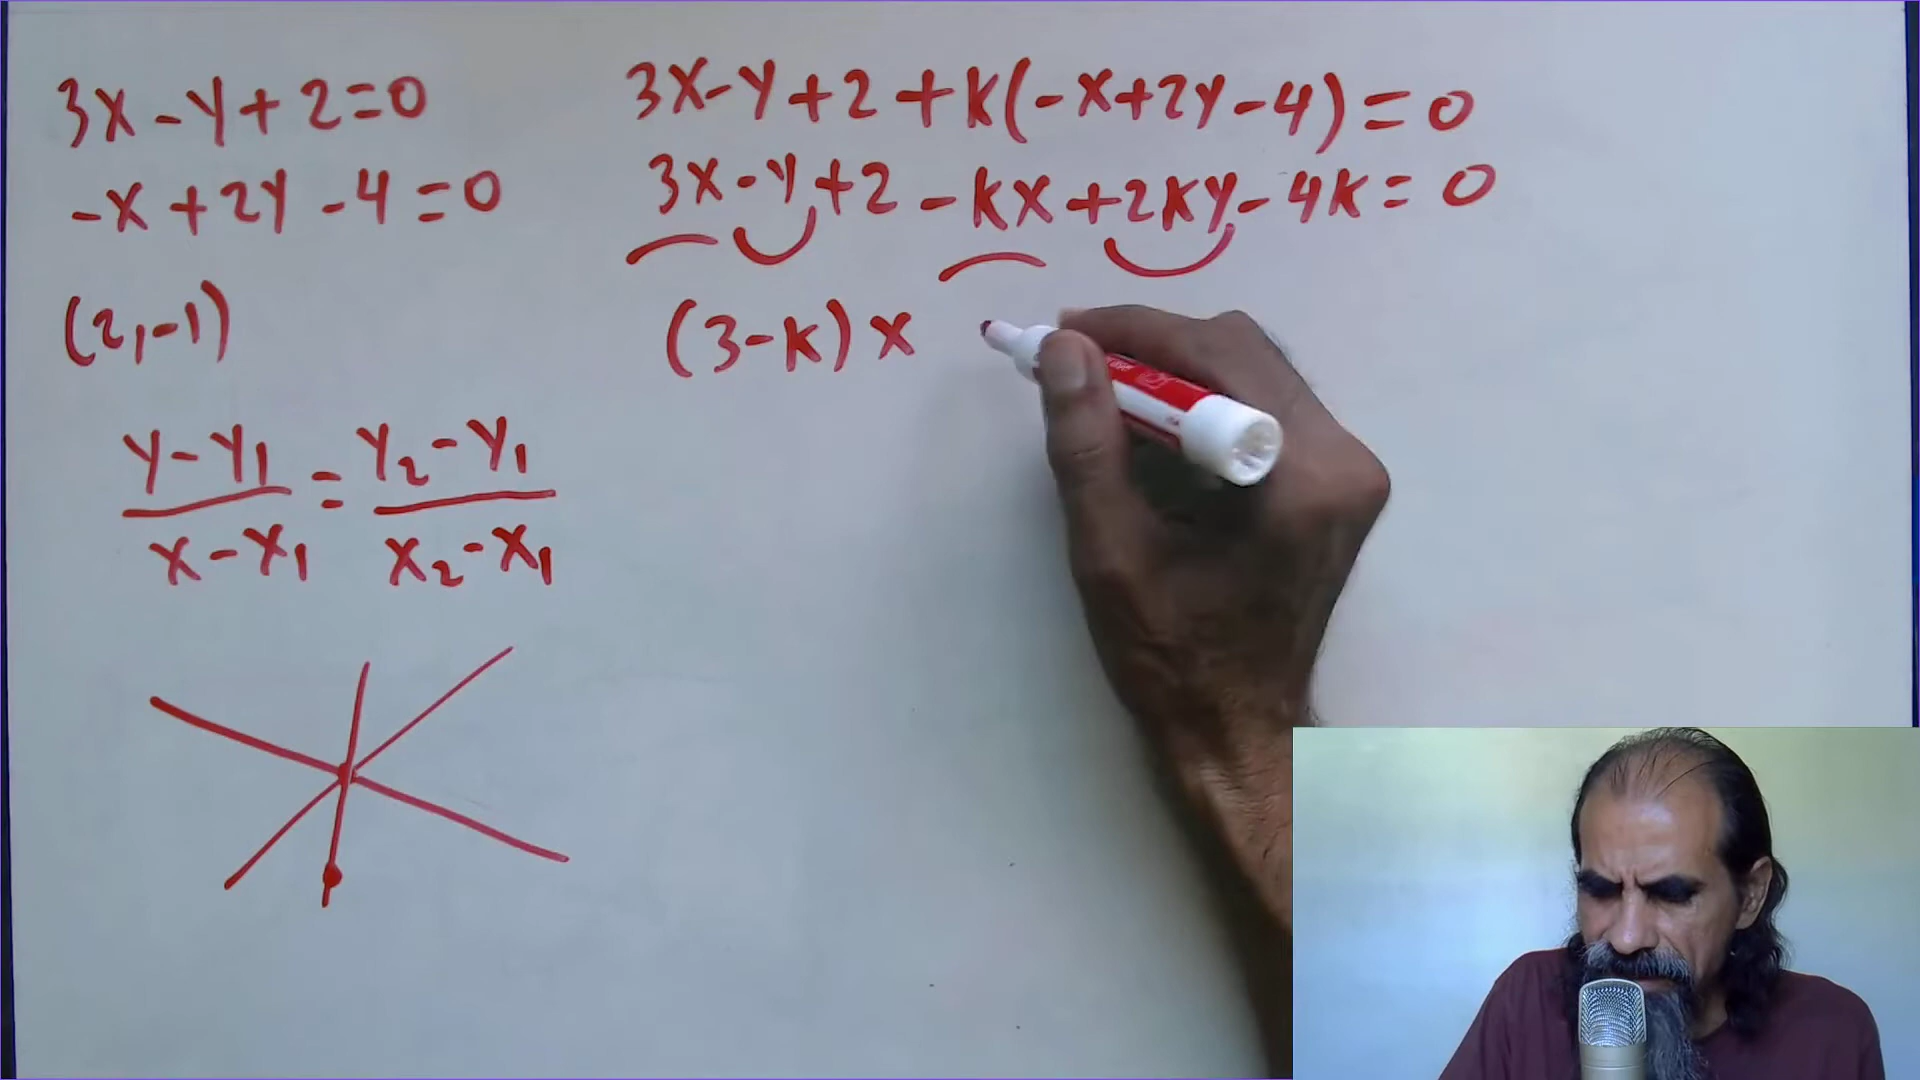 3x-y+2=0
-x+2y-4=0
(2,-1)
y-y₁ = y₂-y₁
x-x₁ x₂-x₁
3x-y+2+k(-x+2y-4)=0
3x-y+2-kx+2ky-4k=0
(3-k)x